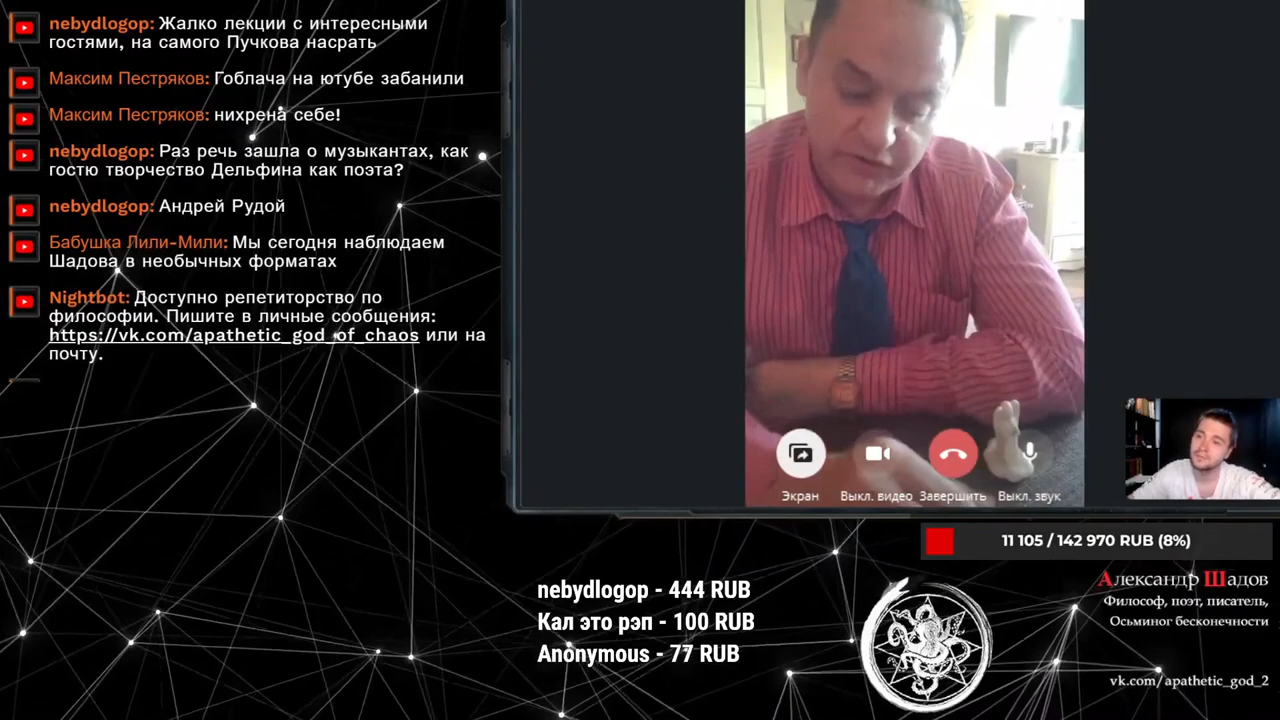 nebydlogop: Жалко лекции с интересными
гостями, на самого Пучкова насрать
Максим Пестряков: Гоблача на ютубе забанили
Максим Пестряков: нихрена себе!
nebydlogop: Раз речь зашла о музыкантах, как
гостю творчество Дельфина как поэта?
nebydlogop: Андрей Рудой
Бабушка Лили-Мили: Мы сегодня наблюдаем
Шадова в необычных форматах
Nightbot: Доступно репетиторство по
философии. Пишите в личные сообщения:
https://vk.com/apathetic_god_of_chaos или на
почту.
Экран
Выкл. видео
Завершить
Выкл. звук
11 105 / 142 970 RUB (8%)
nebydlogop - 444 RUB
Кал это рэп - 100 RUB
Anonymous - 77 RUB
Александр Шадов
Философ, поэт, писатель,
Осьминог бесконечности
vk.com/apathetic_god_2